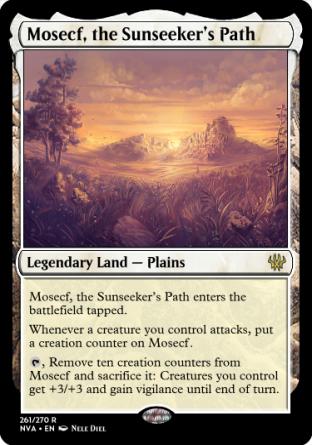 Mosecf, the Sunseeker's Path
Legendary Land — Plains
Mosecf, the Sunseeker's Path enters the
battlefield tapped.
Whenever a creature you control attacks, put
a creation counter on Mosecf.
, Remove ten creation counters from
Mosecf and sacrifice it: Creatures you control
get +3/+3 and gain vigilance until end of turn.
261/270 R
NVA • EN Nele Diel